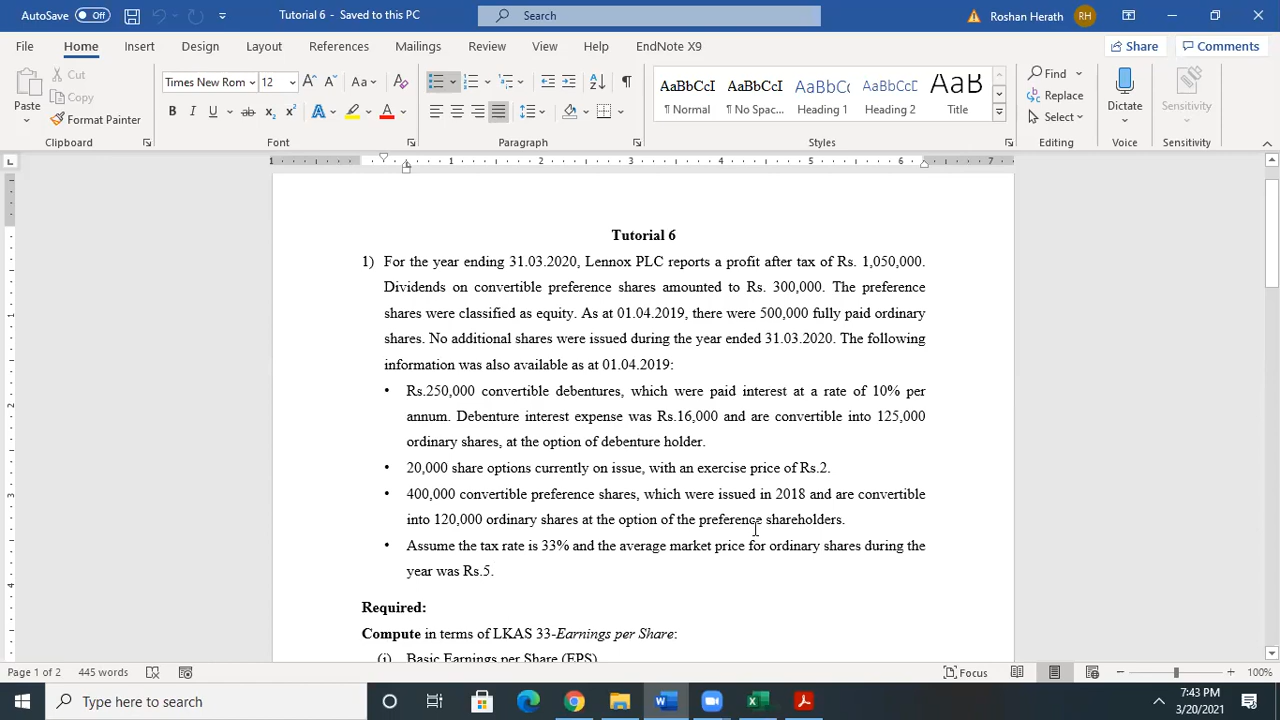 AutoSave Off Tutorial 6 - Saved to this PC Search Roshan Herath RH
File Home Insert Design Layout References Mailings Review View Help EndNote X9 Share Comments
Paste Cut Copy Format Painter Clipboard
Times New Rom 12 Aa B I U ab x₂ x² A A Font
Paragraph
AaBbCcI ¶ Normal AaBbCcI ¶ No Spac... AaBbCc Heading 1 AaBbCcD Heading 2 AaB Title Styles
Find Replace Select Editing
Dictate Voice
Sensitivity Sensitivity
1 1 2 3 4 5 6 7
Tutorial 6
1) For the year ending 31.03.2020, Lennox PLC reports a profit after tax of Rs. 1,050,000.
Dividends on convertible preference shares amounted to Rs. 300,000. The preference
shares were classified as equity. As at 01.04.2019, there were 500,000 fully paid ordinary
shares. No additional shares were issued during the year ended 31.03.2020. The following
information was also available as at 01.04.2019:
• Rs.250,000 convertible debentures, which were paid interest at a rate of 10% per
annum. Debenture interest expense was Rs.16,000 and are convertible into 125,000
ordinary shares, at the option of debenture holder.
• 20,000 share options currently on issue, with an exercise price of Rs.2.
• 400,000 convertible preference shares, which were issued in 2018 and are convertible
into 120,000 ordinary shares at the option of the preference shareholders.
• Assume the tax rate is 33% and the average market price for ordinary shares during the
year was Rs.5.
Required:
Compute in terms of LKAS 33-Earnings per Share:
(i) Basic Earnings per Share (EPS)
Page 1 of 2 445 words Focus 100%
Type here to search 7:43 PM
3/20/2021